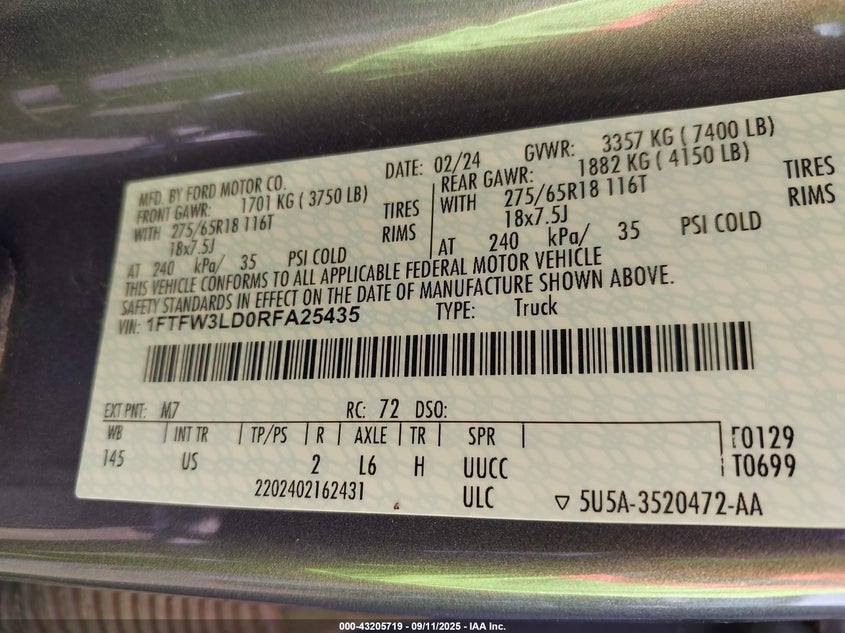 MFD. BY FORD MOTOR CO. DATE: 02/24 GVWR: 3357 KG ( 7400 LB)
FRONT GAWR: 1701 KG ( 3750 LB) REAR GAWR: 1882 KG ( 4150 LB)
WITH 275/65R18 116T TIRES WITH 275/65R18 116T TIRES
18x7.5J RIMS 18x7.5J RIMS
AT 240 kPa/ 35 PSI COLD AT 240 kPa/ 35 PSI COLD
THIS VEHICLE CONFORMS TO ALL APPLICABLE FEDERAL MOTOR VEHICLE
SAFETY STANDARDS IN EFFECT ON THE DATE OF MANUFACTURE SHOWN ABOVE.
VIN: 1FTFW3LD0RFA25435 TYPE: Truck
EXT PNT: M7 RC: 72 DSO:
WB INT TR TP/PS R AXLE TR SPR
145 US 2 L6 H UUCC
2202402162431 ULC
0129
T0699
5U5A-3520472-AA
000-43205719 - 09/11/2025 - IAA Inc.